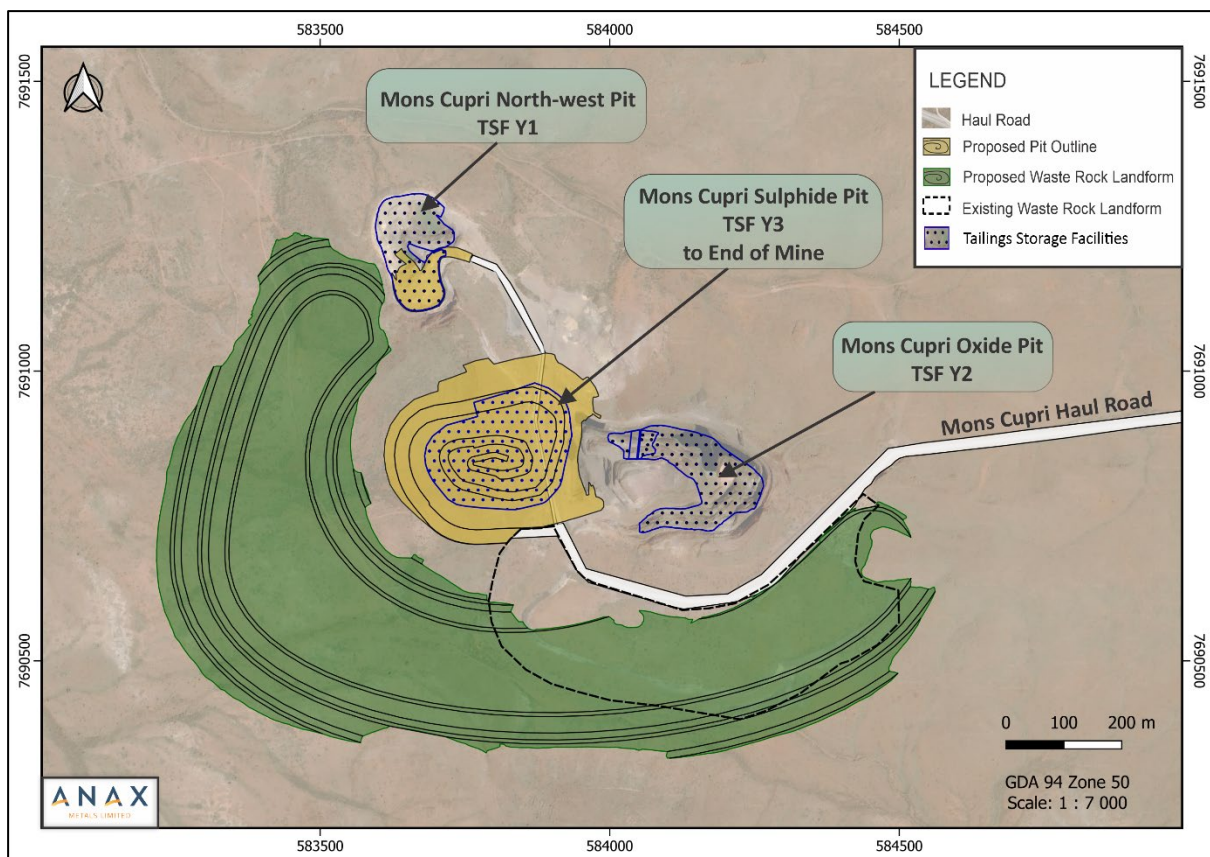 583500
584000
584500
7691500
7691500
LEGEND
Haul Road
Proposed Pit Outline
Proposed Waste Rock Landform
Existing Waste Rock Landform
Tailings Storage Facilities
Mons Cupri North-west Pit
TSF Y1
Mons Cupri Sulphide Pit
TSF Y3
to End of Mine
Mons Cupri Oxide Pit
TSF Y2
7691000
7691000
Mons Cupri Haul Road
7690500
7690500
0 100 200 m
GDA 94 Zone 50
Scale: 1 : 7 000
ANAX
METALS LIMITED
583500
584000
584500